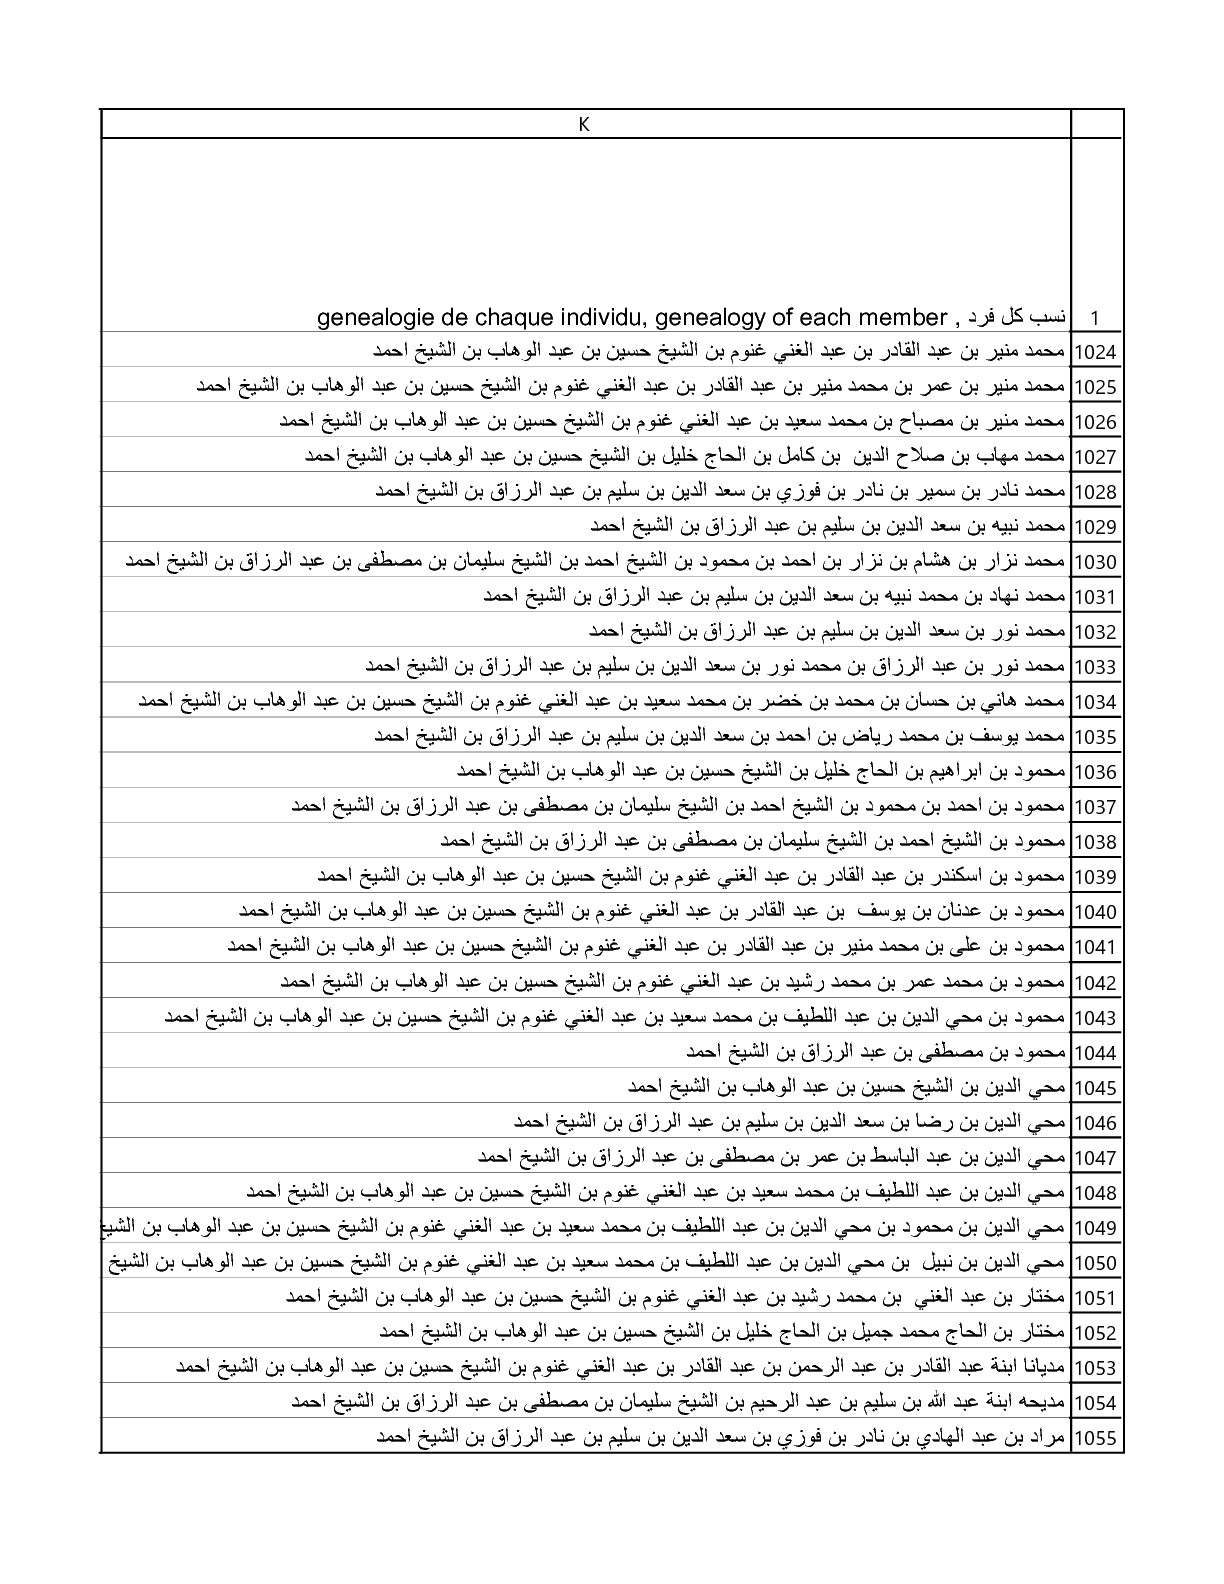 K
1 نسب كل فرد , genealogie de chaque individu, genealogy of each member
1024 محمد منير بن عبد القادر بن عبد الغني غنوم بن الشيخ حسين بن عبد الوهاب بن الشيخ احمد
1025 محمد منير بن عمر بن محمد منير بن عبد القادر بن عبد الغني غنوم بن الشيخ حسين بن عبد الوهاب بن الشيخ احمد
1026 محمد منير بن مصباح بن محمد سعيد بن عبد الغني غنوم بن الشيخ حسين بن عبد الوهاب بن الشيخ احمد
1027 محمد مهاب بن صلاح الدين بن كامل بن الحاج خليل بن الشيخ حسين بن عبد الوهاب بن الشيخ احمد
1028 محمد نادر بن سمير بن نادر بن فوزي بن سعد الدين بن سليم بن عبد الرزاق بن الشيخ احمد
1029 محمد نبيه بن سعد الدين بن سليم بن عبد الرزاق بن الشيخ احمد
1030 محمد نزار بن هشام بن نزار بن احمد بن محمود بن الشيخ احمد بن الشيخ سليمان بن مصطفى بن عبد الرزاق بن الشيخ احمد
1031 محمد نهاد بن محمد نبيه بن سعد الدين بن سليم بن عبد الرزاق بن الشيخ احمد
1032 محمد نور بن سعد الدين بن سليم بن عبد الرزاق بن الشيخ احمد
1033 محمد نور بن عبد الرزاق بن محمد نور بن سعد الدين بن سليم بن عبد الرزاق بن الشيخ احمد
1034 محمد هاني بن حسان بن محمد بن خضر بن محمد سعيد بن عبد الغني غنوم بن الشيخ حسين بن عبد الوهاب بن الشيخ احمد
1035 محمد يوسف بن محمد رياض بن احمد بن سعد الدين بن سليم بن عبد الرزاق بن الشيخ احمد
1036 محمود بن ابراهيم بن الحاج خليل بن الشيخ حسين بن عبد الوهاب بن الشيخ احمد
1037 محمود بن احمد بن محمود بن الشيخ احمد بن الشيخ سليمان بن مصطفى بن عبد الرزاق بن الشيخ احمد
1038 محمود بن الشيخ احمد بن الشيخ سليمان بن مصطفى بن عبد الرزاق بن الشيخ احمد
1039 محمود بن اسكندر بن عبد القادر بن عبد الغني غنوم بن الشيخ حسين بن عبد الوهاب بن الشيخ احمد
1040 محمود بن عدنان بن يوسف بن عبد القادر بن عبد الغني غنوم بن الشيخ حسين بن عبد الوهاب بن الشيخ احمد
1041 محمود بن على بن محمد منير بن عبد القادر بن عبد الغني غنوم بن الشيخ حسين بن عبد الوهاب بن الشيخ احمد
1042 محمود بن محمد عمر بن محمد رشيد بن عبد الغني غنوم بن الشيخ حسين بن عبد الوهاب بن الشيخ احمد
1043 محمود بن محي الدين بن عبد اللطيف بن محمد سعيد بن عبد الغني غنوم بن الشيخ حسين بن عبد الوهاب بن الشيخ احمد
1044 محمود بن مصطفى بن عبد الرزاق بن الشيخ احمد
1045 محي الدين بن الشيخ حسين بن عبد الوهاب بن الشيخ احمد
1046 محي الدين بن رضا بن سعد الدين بن سليم بن عبد الرزاق بن الشيخ احمد
1047 محي الدين بن عبد الباسط بن عمر بن مصطفى بن عبد الرزاق بن الشيخ احمد
1048 محي الدين بن عبد اللطيف بن محمد سعيد بن عبد الغني غنوم بن الشيخ حسين بن عبد الوهاب بن الشيخ احمد
1049 محي الدين بن محمود بن محي الدين بن عبد اللطيف بن محمد سعيد بن عبد الغني غنوم بن الشيخ حسين بن عبد الوهاب بن الشيخ
1050 محي الدين بن نبيل بن محي الدين بن عبد اللطيف بن محمد سعيد بن عبد الغني غنوم بن الشيخ حسين بن عبد الوهاب بن الشيخ
1051 مختار بن عبد الغني بن محمد رشيد بن عبد الغني غنوم بن الشيخ حسين بن عبد الوهاب بن الشيخ احمد
1052 مختار بن الحاج محمد جميل بن الحاج خليل بن الشيخ حسين بن عبد الوهاب بن الشيخ احمد
1053 مديانا ابنة عبد القادر بن عبد الرحمن بن عبد القادر بن عبد الغني غنوم بن الشيخ حسين بن عبد الوهاب بن الشيخ احمد
1054 مديحه ابنة عبد الله بن سليم بن عبد الرحيم بن الشيخ سليمان بن مصطفى بن عبد الرزاق بن الشيخ احمد
1055 مراد بن عبد الهادي بن نادر بن فوزي بن سعد الدين بن سليم بن عبد الرزاق بن الشيخ احمد